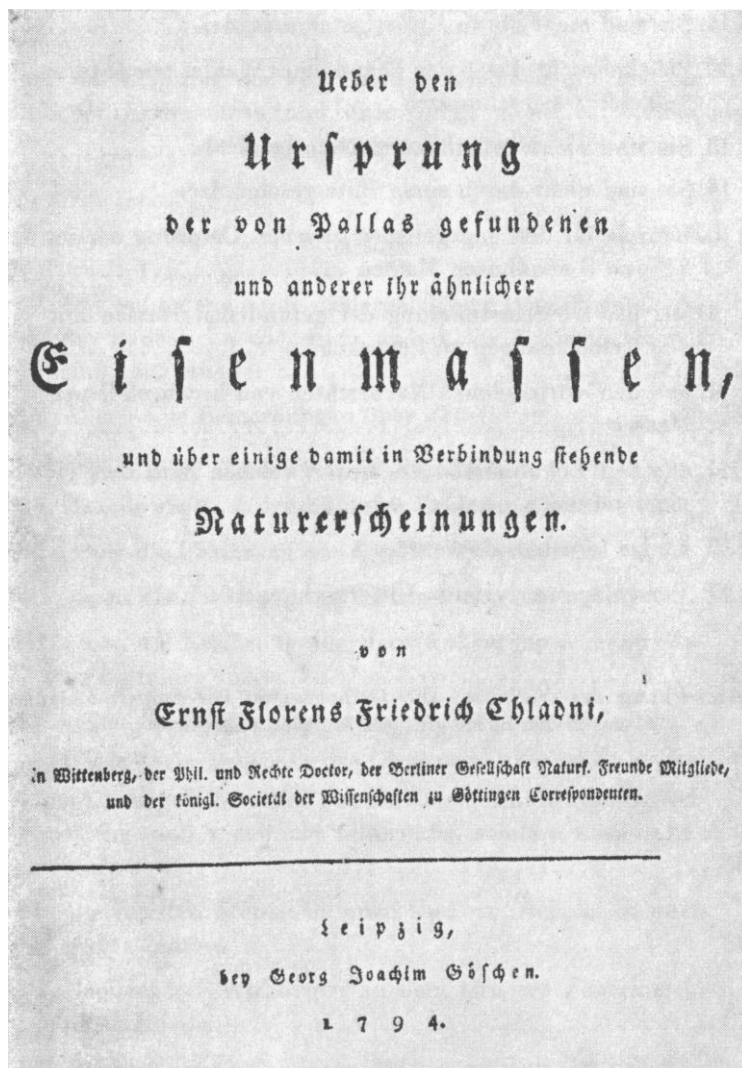 Ueber den
Ursprung
der von Pallas gefundenen
und anderer ihr ähnlicher
Eisenmassen,
und über einige damit in Verbindung stehende
Naturerscheinungen.
von
Ernst Florens Friedrich Chladni,
in Wittenberg, der Phil. und Rechte Doctor, der Berliner Gesellschaft Naturf. Freunde Mitgliede,
und der königl. Societät der Wissenschaften zu Göttingen Correspondenten.
Leipzig,
bey Georg Joachim Göschen.
1794.